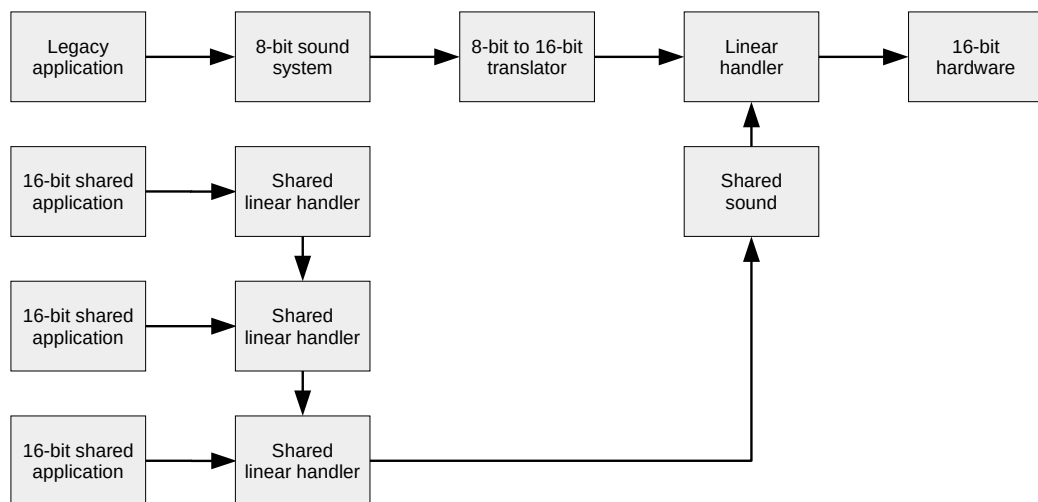 Legacy
application
8-bit sound
system
8-bit to 16-bit
translator
Linear
handler
16-bit
hardware
16-bit shared
application
Shared
linear handler
Shared
sound
16-bit shared
application
Shared
linear handler
16-bit shared
application
Shared
linear handler